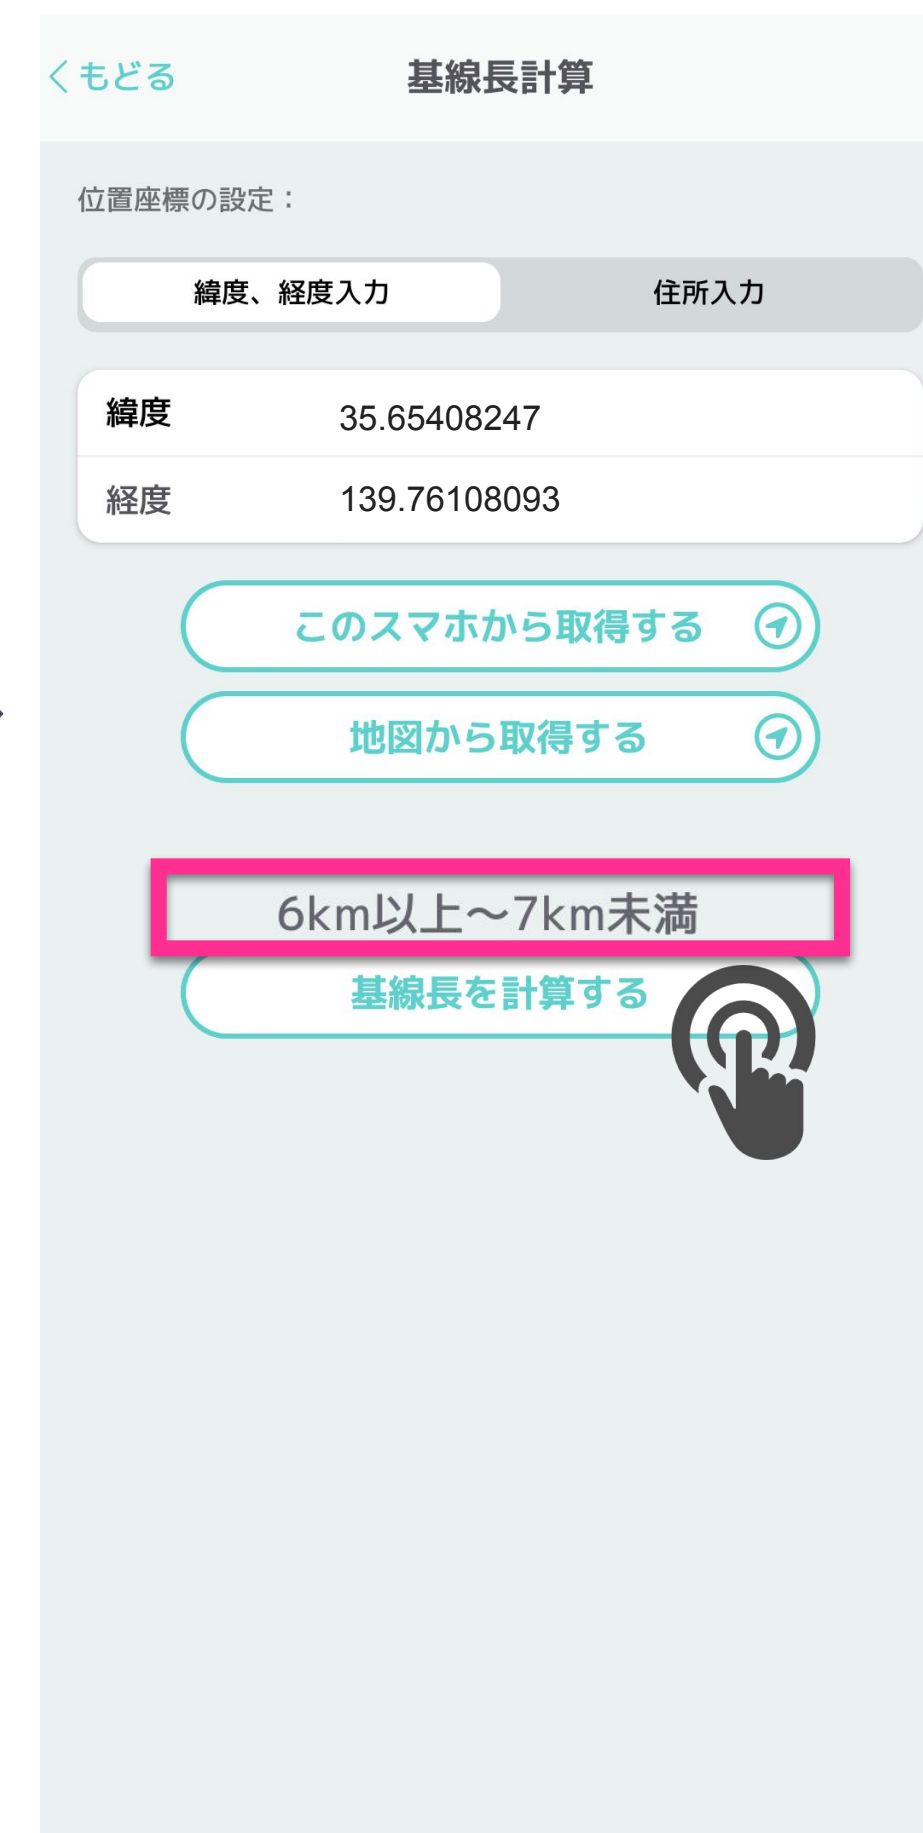 もどる
基線長計算
位置座標の設定：
緯度、経度入力
住所入力
緯度
35.65408247
経度
139.76108093
このスマホから取得する
地図から取得する
6km以上～7km未満
基線長を計算する